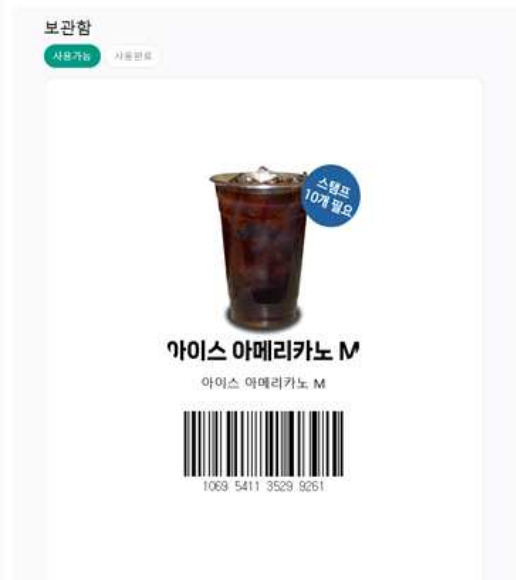 보관함
사용가능 사용완료
스탬프
10개 필요
아이스 아메리카노 M
아이스 아메리카노 M
1069 5411 3529 9261